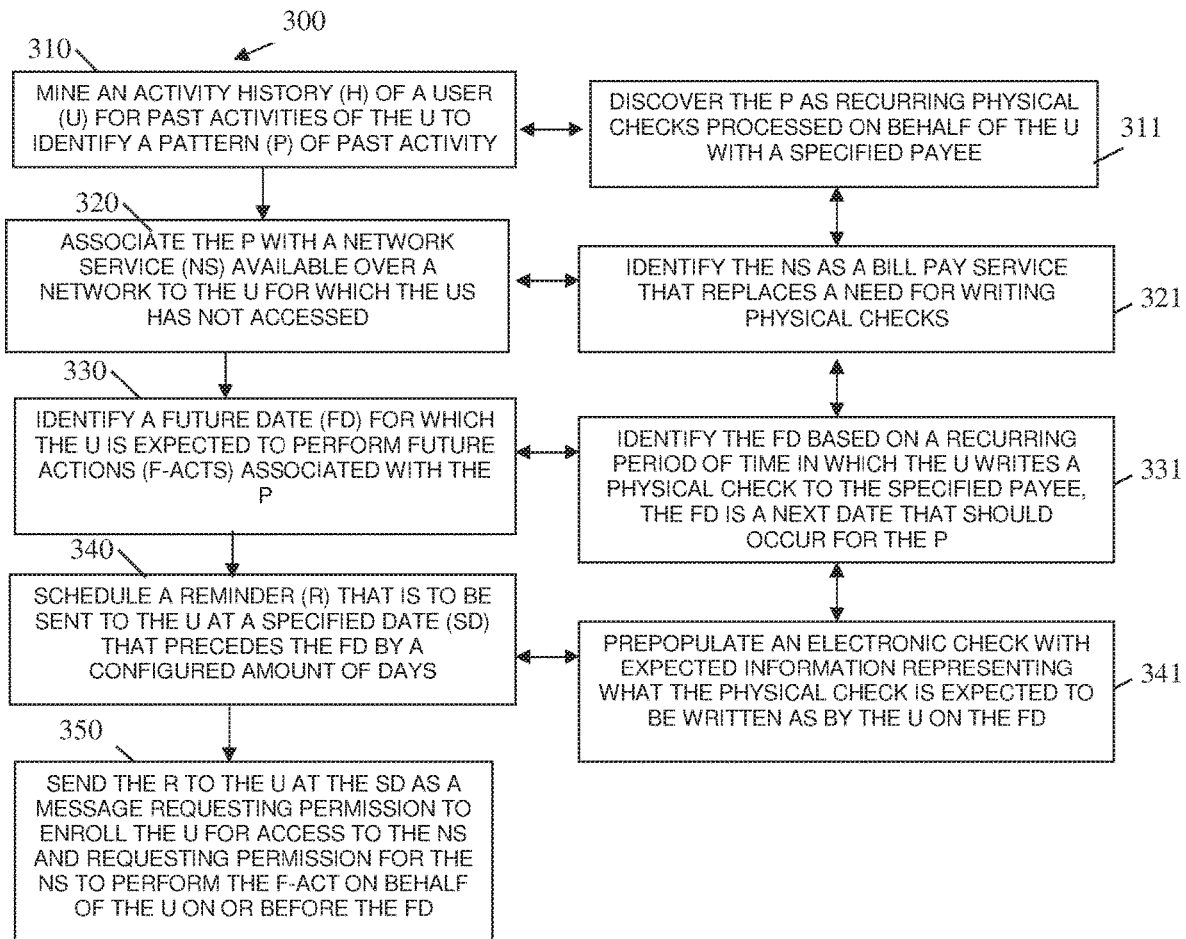 300
310
MINE AN ACTIVITY HISTORY (H) OF A USER
(U) FOR PAST ACTIVITIES OF THE U TO
IDENTIFY A PATTERN (P) OF PAST ACTIVITY
DISCOVER THE P AS RECURRING PHYSICAL
CHECKS PROCESSED ON BEHALF OF THE U
WITH A SPECIFIED PAYEE
311
320
ASSOCIATE THE P WITH A NETWORK
SERVICE (NS) AVAILABLE OVER A
NETWORK TO THE U FOR WHICH THE US
HAS NOT ACCESSED
IDENTIFY THE NS AS A BILL PAY SERVICE
THAT REPLACES A NEED FOR WRITING
PHYSICAL CHECKS
321
330
IDENTIFY A FUTURE DATE (FD) FOR WHICH
THE U IS EXPECTED TO PERFORM FUTURE
ACTIONS (F-ACTS) ASSOCIATED WITH THE
P
IDENTIFY THE FD BASED ON A RECURRING
PERIOD OF TIME IN WHICH THE U WRITES A
PHYSICAL CHECK TO THE SPECIFIED PAYEE,
THE FD IS A NEXT DATE THAT SHOULD
OCCUR FOR THE P
331
340
SCHEDULE A REMINDER (R) THAT IS TO BE
SENT TO THE U AT A SPECIFIED DATE (SD)
THAT PRECEDES THE FD BY A
CONFIGURED AMOUNT OF DAYS
PREPOPULATE AN ELECTRONIC CHECK WITH
EXPECTED INFORMATION REPRESENTING
WHAT THE PHYSICAL CHECK IS EXPECTED TO
BE WRITTEN AS BY THE U ON THE FD
341
350
SEND THE R TO THE U AT THE SD AS A
MESSAGE REQUESTING PERMISSION TO
ENROLL THE U FOR ACCESS TO THE NS
AND REQUESTING PERMISSION FOR THE
NS TO PERFORM THE F-ACT ON BEHALF
OF THE U ON OR BEFORE THE FD